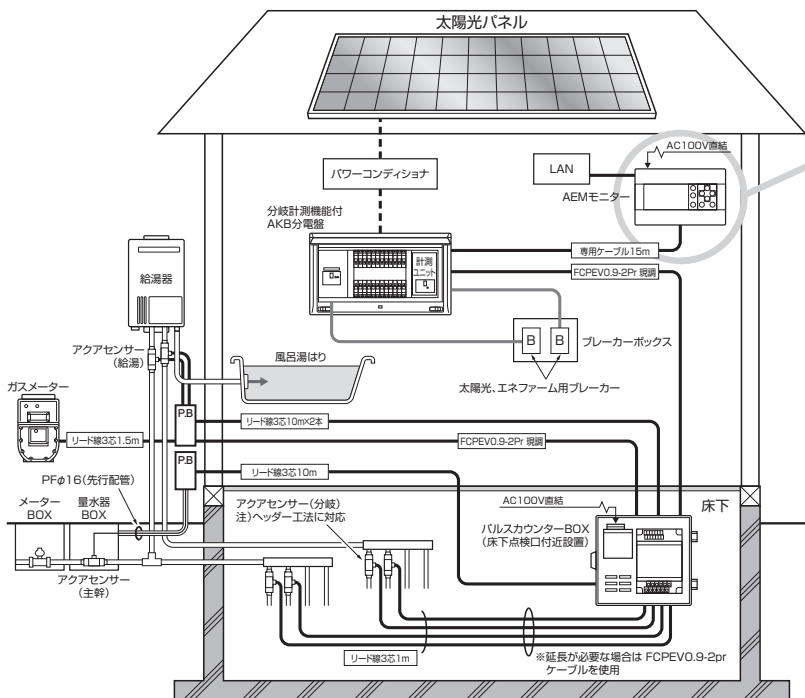 太陽光パネル
AC100V直結
LAN
AEMモニター
パワーコンディショナ
分岐計測機能付
AKB分電盤
計測
ユニット
専用ケーブル15m
FCPEV0.9-2Pr 現調
給湯器
アクアセンサー
(給湯)
風呂湯はり
B
B
ブレーカーボックス
太陽光、エネファーム用ブレーカー
ガスメーター
P.B
リード線3芯10m×2本
リード線3芯1.5m
FCPEV0.9-2Pr 現調
P.B
リード線3芯10m
PFφ16(先行配管)
メーター
BOX
量水器
BOX
アクアセンサー(分岐)
注)ヘッダー工法に対応
AC100V直結
床下
パルスカウンターBOX
(床下点検口付近設置)
アクアセンサー
(主幹)
リード線3芯1m
※延長が必要な場合は FCPEV0.9-2pr
ケーブルを使用